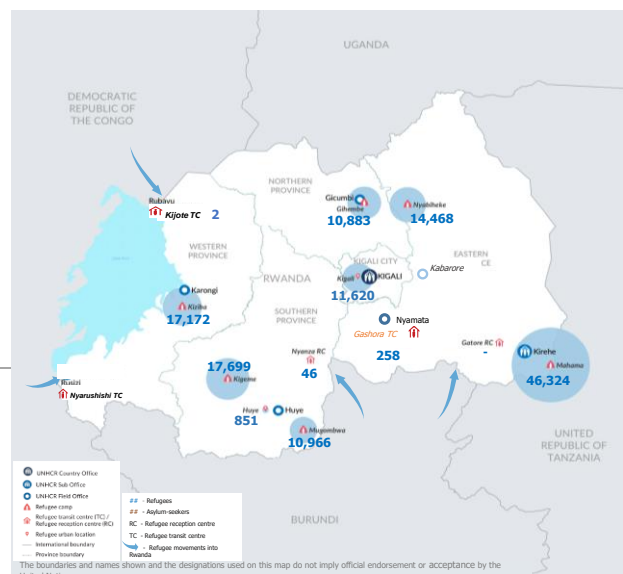 UGANDA
DEMOCRATIC
REPUBLIC OF
THE CONGO
NORTHERN
PROVINCE
Rubavu
Kijote TC 2
Gicumbi
Gihembe
10,883
Nyabiheke
14,468
WESTERN
PROVINCE
KIGALI CITY
EASTERN
CE
Kigali
KIGALI
Kabarore
11,620
RWANDA
Karongi
Kiziba
17,172
SOUTHERN
PROVINCE
Nyamata
Gashora TC
258
Nyanza RC
46
Gatore RC
-
Kirehe
Mahama
46,324
17,699
Kigeme
Rusizi
Nyarushishi TC
Huye
851
Huye
Mugombwa
10,966
UNITED
REPUBLIC OF
TANZANIA
BURUNDI
UNHCR Country Office
UNHCR Sub Office
UNHCR Field Office
Refugee camp
Refugee transit centre (TC) /
Refugee reception centre (RC)
Refugee urban location
International boundary
Province boundary
## - Refugees
## - Asylum-seekers
RC - Refugee reception centre
TC - Refugee transit centre
- Refugee movements into
Rwanda
The boundaries and names shown and the designations used on this map do not imply official endorsement or acceptance by the